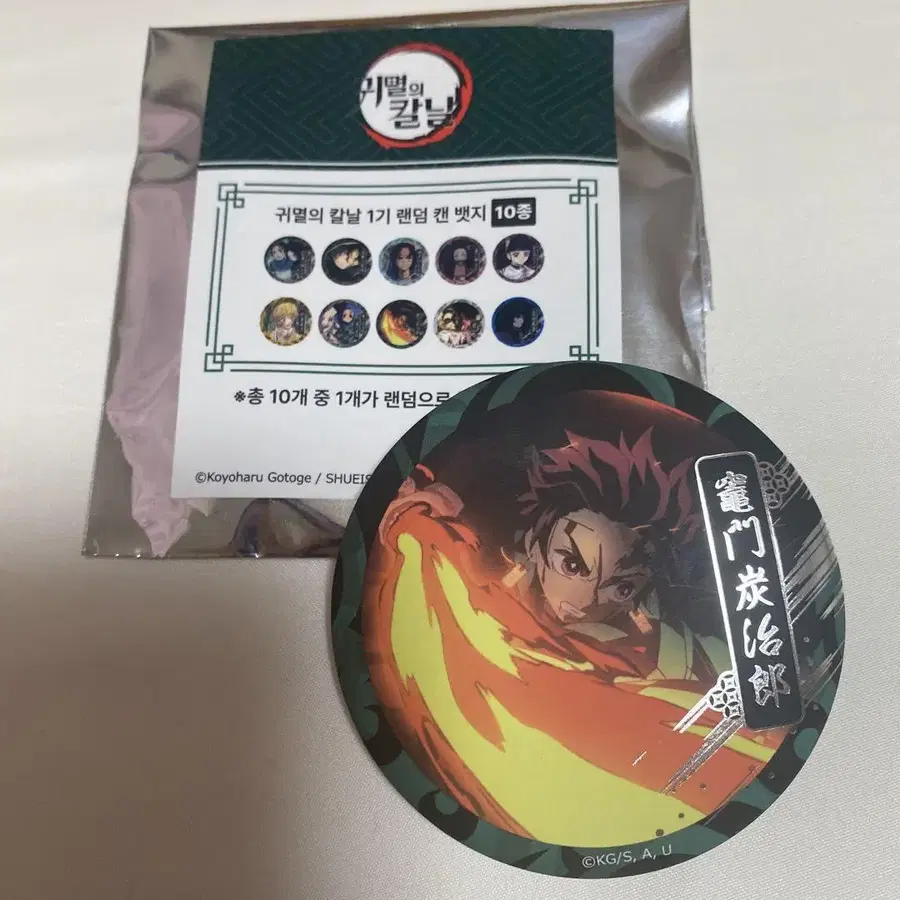 귀멸의
칼날
귀멸의 칼날 1기 랜덤 캔 뱃지 10종
※총 10개 중 1개가 랜덤으로
©Koyoharu Gotoge / SHUEIS
竈門炭治郎
©KG/S, A, U